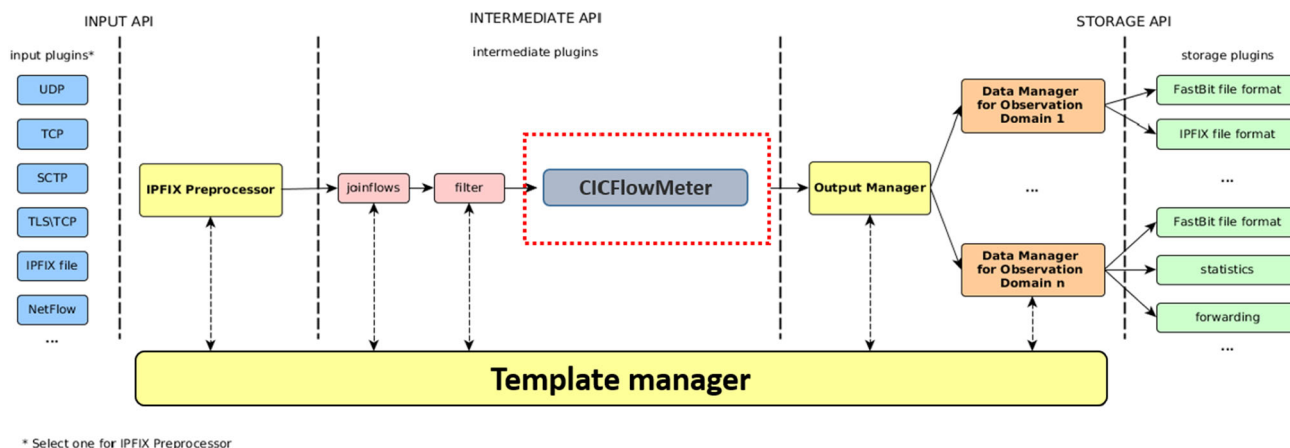 INPUT API
INTERMEDIATE API
STORAGE API
input plugins*
intermediate plugins
storage plugins
UDP
TCP
SCTP
TLS\TCP
IPFIX file
NetFlow
...
IPFIX Preprocessor
joinflows
filter
CICFlowMeter
Output Manager
Data Manager
for Observation
Domain 1
...
Data Manager
for Observation
Domain n
FastBit file format
IPFIX file format
...
FastBit file format
statistics
forwarding
...
Template manager
* Select one for IPFIX Preprocessor